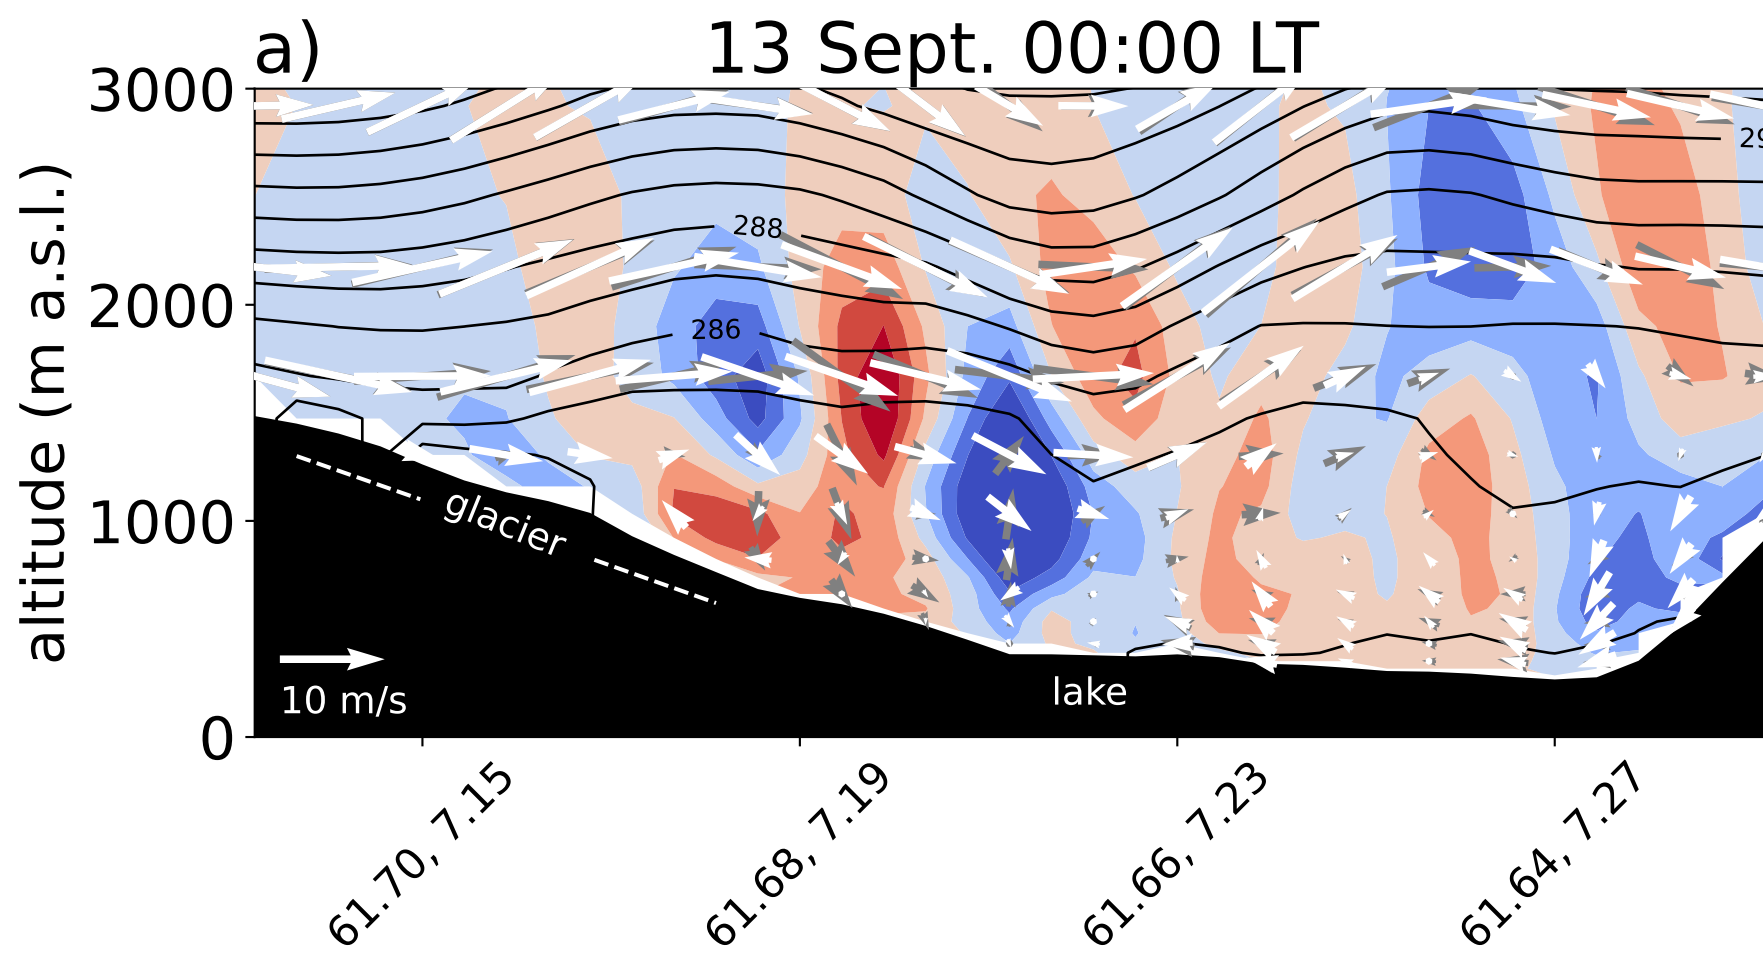 a)
13 Sept. 00:00 LT
3000
2000
1000
0
altitude (m a.s.l.)
288
286
29
glacier
10 m/s
lake
61.70, 7.15
61.68, 7.19
61.66, 7.23
61.64, 7.27